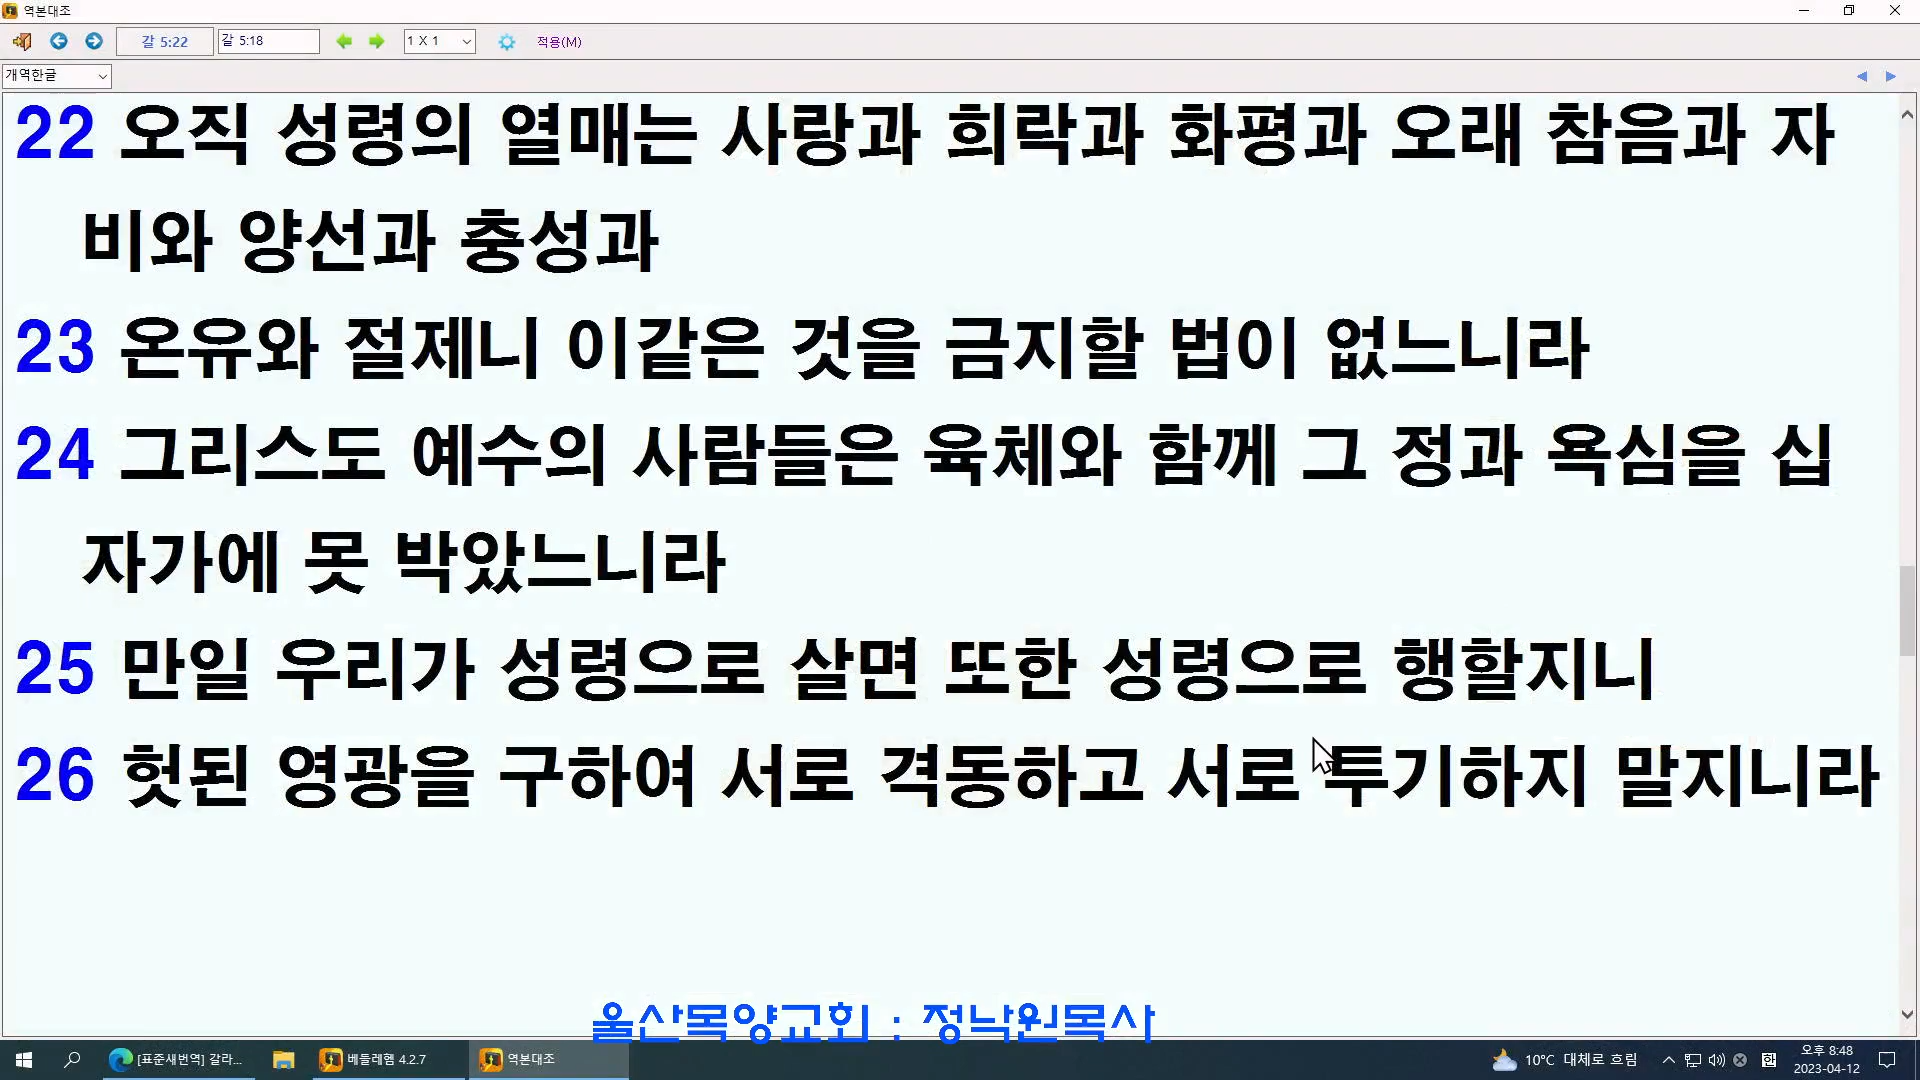 역본대조
갈 5:22 갈 5:18 1 X 1 적용(M)
개역한글
22 오직 성령의 열매는 사랑과 희락과 화평과 오래 참음과 자
비와 양선과 충성과
23 온유와 절제니 이같은 것을 금지할 법이 없느니라
24 그리스도 예수의 사람들은 육체와 함께 그 정과 욕심을 십
자가에 못 박았느니라
25 만일 우리가 성령으로 살면 또한 성령으로 행할지니
26 헛된 영광을 구하여 서로 격동하고 서로 투기하지 말지니라
울산목양교회 : 정낙원목사
[표준새번역] 갈라... 베들레헴 4.2.7 역본대조 10°C 대체로 흐림 한 오후 8:48
2023-04-12